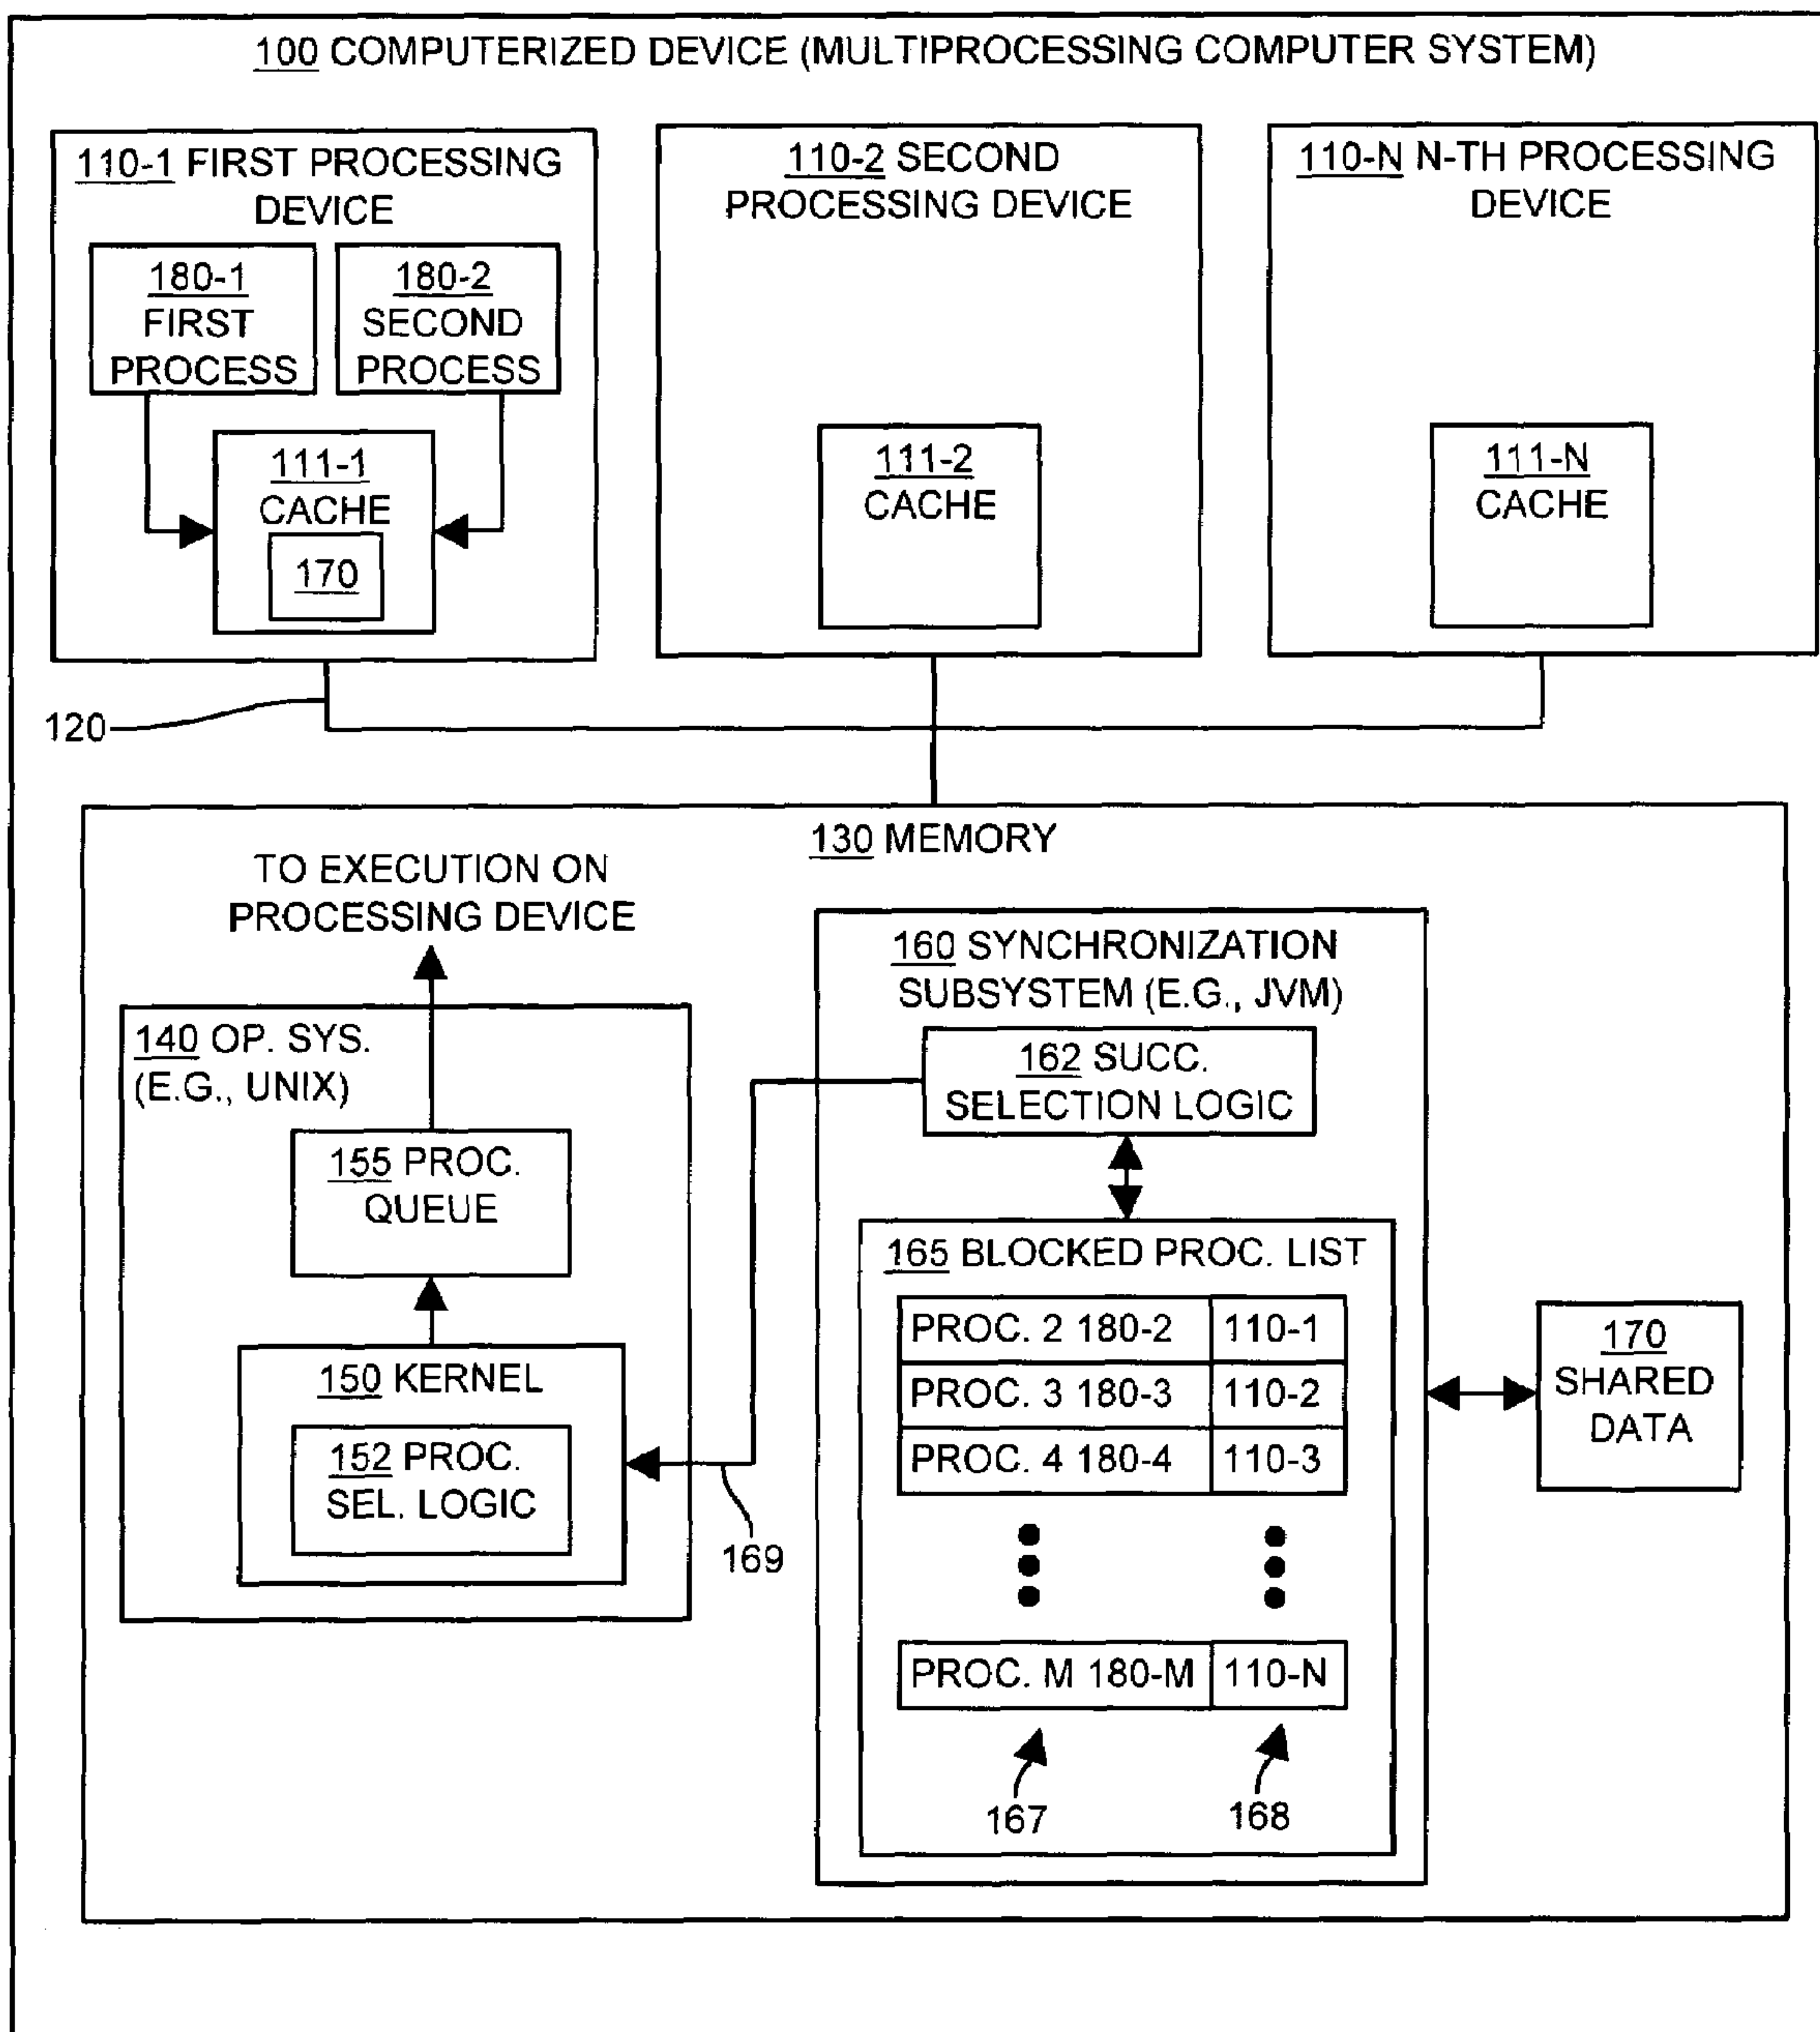 100 COMPUTERIZED DEVICE (MULTIPROCESSING COMPUTER SYSTEM)
110-1 FIRST PROCESSING
DEVICE
180-1
FIRST
PROCESS
180-2
SECOND
PROCESS
111-1
CACHE
170
110-2 SECOND
PROCESSING DEVICE
111-2
CACHE
110-N N-TH PROCESSING
DEVICE
111-N
CACHE
120
130 MEMORY
TO EXECUTION ON
PROCESSING DEVICE
140 OP. SYS.
(E.G., UNIX)
155 PROC.
QUEUE
150 KERNEL
152 PROC.
SEL. LOGIC
169
160 SYNCHRONIZATION
SUBSYSTEM (E.G., JVM)
162 SUCC.
SELECTION LOGIC
165 BLOCKED PROC. LIST
PROC. 2 180-2 110-1
PROC. 3 180-3 110-2
PROC. 4 180-4 110-3
PROC. M 180-M 110-N
167
168
170
SHARED
DATA